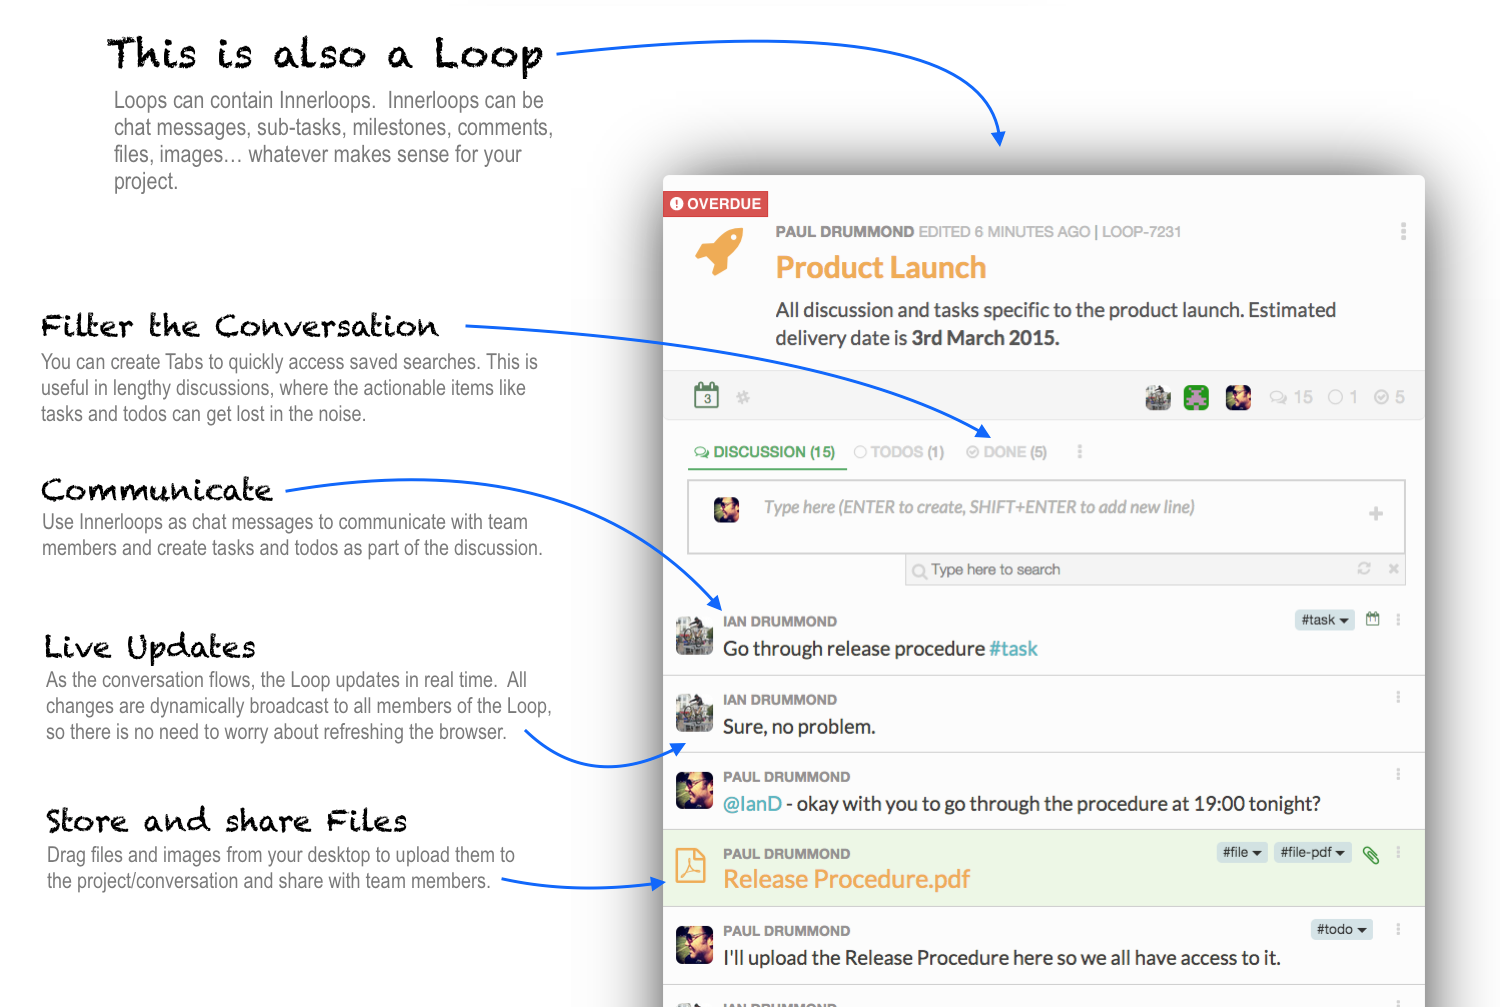 This is also a Loop
Loops can contain Innerloops.  Innerloops can be
chat messages, sub-tasks, milestones, comments,
files, images... whatever makes sense for your
project.
Filter the Conversation
You can create Tabs to quickly access saved searches. This is
useful in lengthy discussions, where the actionable items like
tasks and todos can get lost in the noise.
Communicate
Use Innerloops as chat messages to communicate with team
members and create tasks and todos as part of the discussion.
Live Updates
As the conversation flows, the Loop updates in real time.  All
changes are dynamically broadcast to all members of the Loop,
so there is no need to worry about refreshing the browser.
Store and share Files
Drag files and images from your desktop to upload them to
the project/conversation and share with team members.
OVERDUE
PAUL DRUMMOND EDITED 6 MINUTES AGO | LOOP-7231
Product Launch
All discussion and tasks specific to the product launch. Estimated
delivery date is 3rd March 2015.
3 15 1 5
DISCUSSION (15) TODOS (1) DONE (5)
Type here (ENTER to create, SHIFT+ENTER to add new line)
Type here to search
IAN DRUMMOND #task
Go through release procedure #task
IAN DRUMMOND
Sure, no problem.
PAUL DRUMMOND
@IanD - okay with you to go through the procedure at 19:00 tonight?
PAUL DRUMMOND #file #file-pdf
Release Procedure.pdf
PAUL DRUMMOND #todo
I'll upload the Release Procedure here so we all have access to it.
IAN DRUMMOND